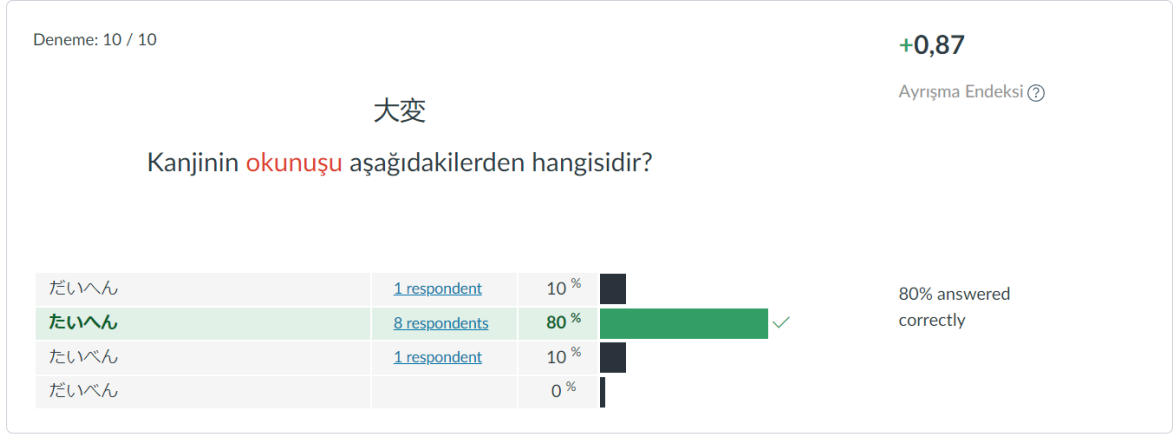 Deneme: 10 / 10
+0,87
Ayrışma Endeksi ?
大変
Kanjinin okunuşu aşağıdakilerden hangisidir?
だいへん 1 respondent 10 %
たいへん 8 respondents 80 %
たいべん 1 respondent 10 %
だいべん 0 %
80% answered
correctly